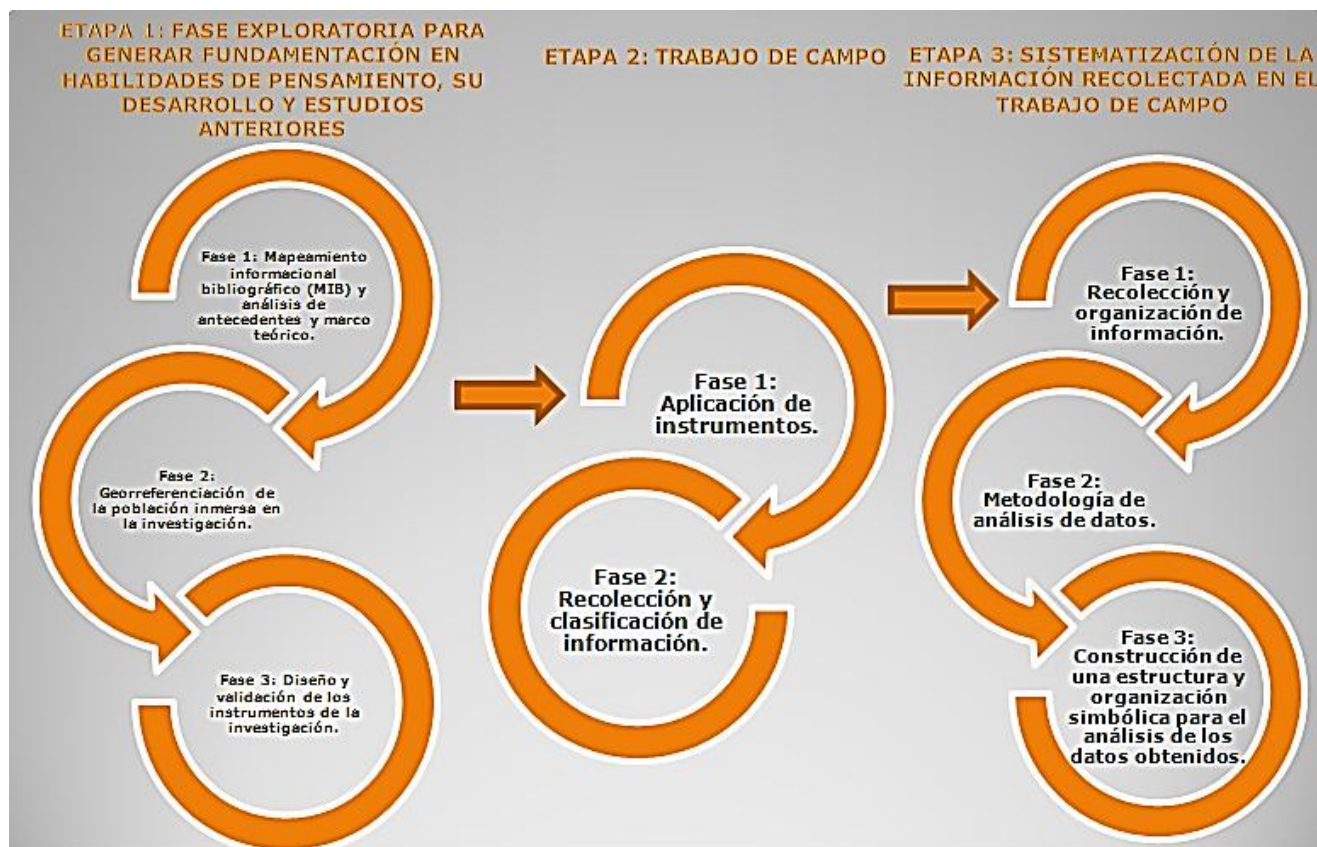 ETAPA 1: FASE EXPLORATORIA PARA
GENERAR FUNDAMENTACIÓN EN
HABILIDADES DE PENSAMIENTO, SU
DESARROLLO Y ESTUDIOS
ANTERIORES
Fase 1: Mapeamiento
informacional
bibliográfico (MIB) y
análisis de
antecedentes y marco
teórico.
Fase 2:
Georreferenciación de
la población inmersa en
la investigación.
Fase 3: Diseño y
validación de los
instrumentos de la
investigación.
ETAPA 2: TRABAJO DE CAMPO
Fase 1:
Aplicación de
instrumentos.
Fase 2:
Recolección y
clasificación de
información.
ETAPA 3: SISTEMATIZACIÓN DE LA
INFORMACIÓN RECOLECTADA EN EL
TRABAJO DE CAMPO
Fase 1:
Recolección y
organización de
información.
Fase 2:
Metodología de
análisis de datos.
Fase 3:
Construcción de
una estructura y
organización
simbólica para el
análisis de los
datos obtenidos.